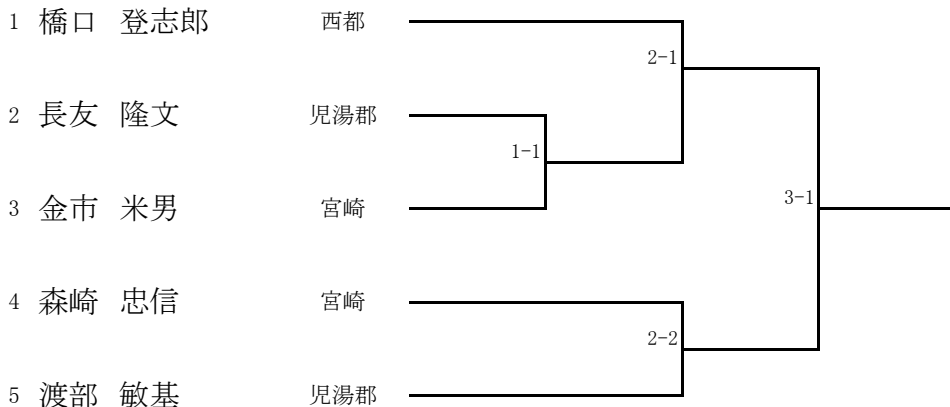 1 橋口 登志郎 西都
2-1
2 長友 隆文 児湯郡
1-1
3 金市 米男 宮崎
3-1
4 森崎 忠信 宮崎
2-2
5 渡部 敏基 児湯郡